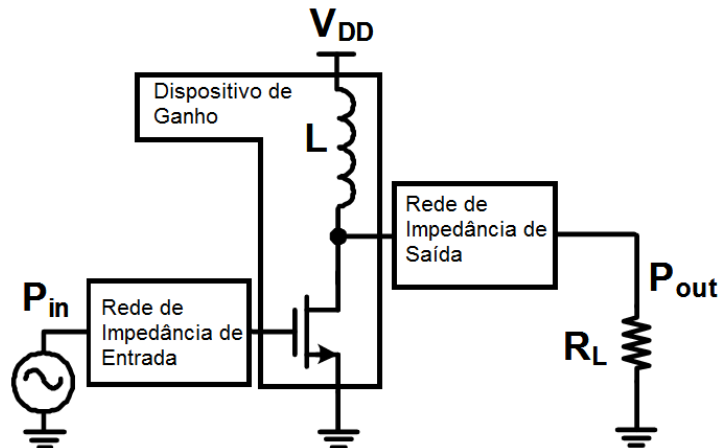 VDD
Dispositivo de
Ganho
L
Rede de
Impedância de
Saída
Pin
Rede de
Impedância de
Entrada
Pout
RL